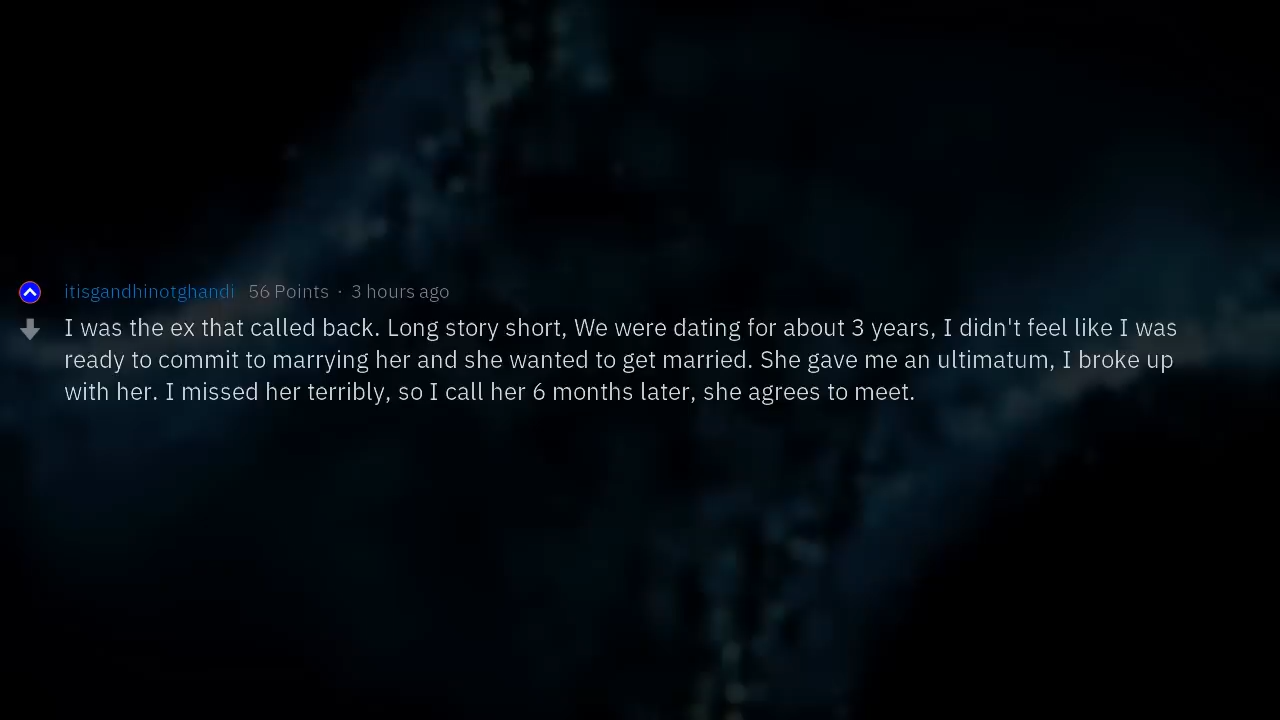 itisgandhinotghandi 56 Points · 3 hours ago
I was the ex that called back. Long story short, We were dating for about 3 years, I didn't feel like I was
ready to commit to marrying her and she wanted to get married. She gave me an ultimatum, I broke up
with her. I missed her terribly, so I call her 6 months later, she agrees to meet.